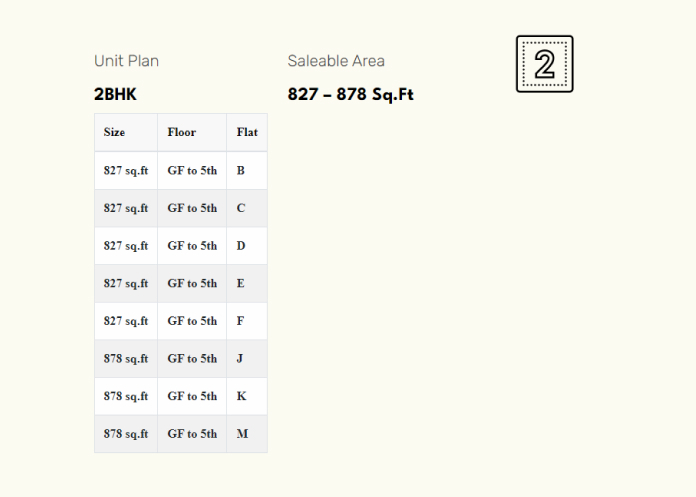 Unit Plan
Saleable Area
2
2BHK
827 – 878 Sq.Ft
Size Floor Flat
827 sq.ft GF to 5th B
827 sq.ft GF to 5th C
827 sq.ft GF to 5th D
827 sq.ft GF to 5th E
827 sq.ft GF to 5th F
878 sq.ft GF to 5th J
878 sq.ft GF to 5th K
878 sq.ft GF to 5th M